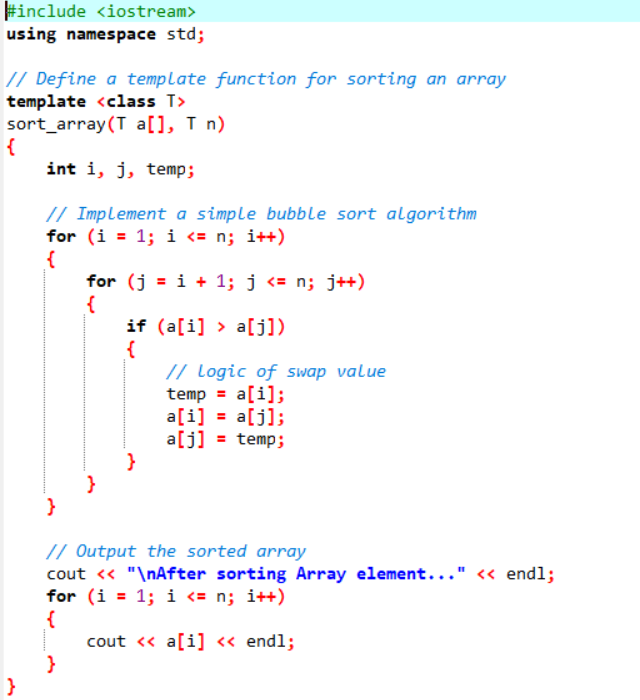 #include <iostream>
using namespace std;
// Define a template function for sorting an array
template <class T>
sort_array(T a[], T n)
{
int i, j, temp;
// Implement a simple bubble sort algorithm
for (i = 1; i <= n; i++)
{
for (j = i + 1; j <= n; j++)
{
if (a[i] > a[j])
{
// Logic of swap value
temp = a[i];
a[i] = a[j];
a[j] = temp;
}
}
}
// Output the sorted array
cout << "\nAfter sorting Array element..." << endl;
for (i = 1; i <= n; i++)
{
cout << a[i] << endl;
}
}